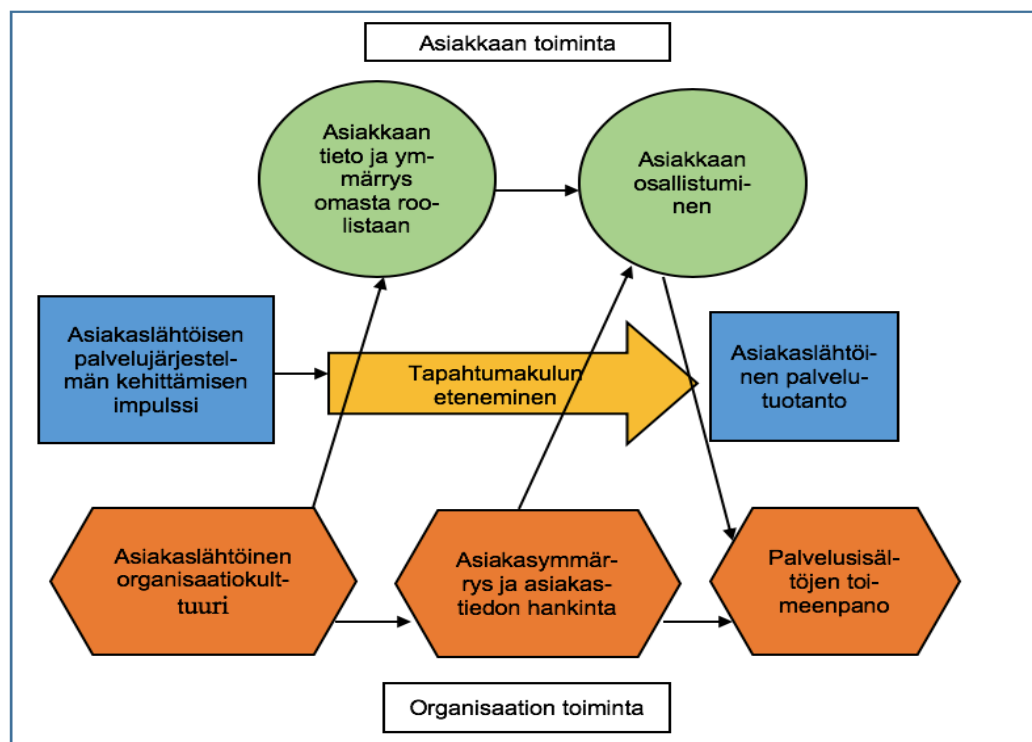 Asiakkaan toiminta
Asiakkaan
tieto ja ym-
märrys
omasta roo-
listaan
Asiakkaan
osallistumi-
nen
Asiakaslähtöisen
palvelujärjestel-
män kehittämisen
impulssi
Tapahtumakulun
eteneminen
Asiakaslähtöi-
nen palvelu-
tuotanto
Asiakaslähtöinen
organisaatiokult-
tuuri
Asiakasymmär-
rys ja asiakas-
tiedon hankinta
Palvelusisäl-
töjen toi-
meenpano
Organisaation toiminta